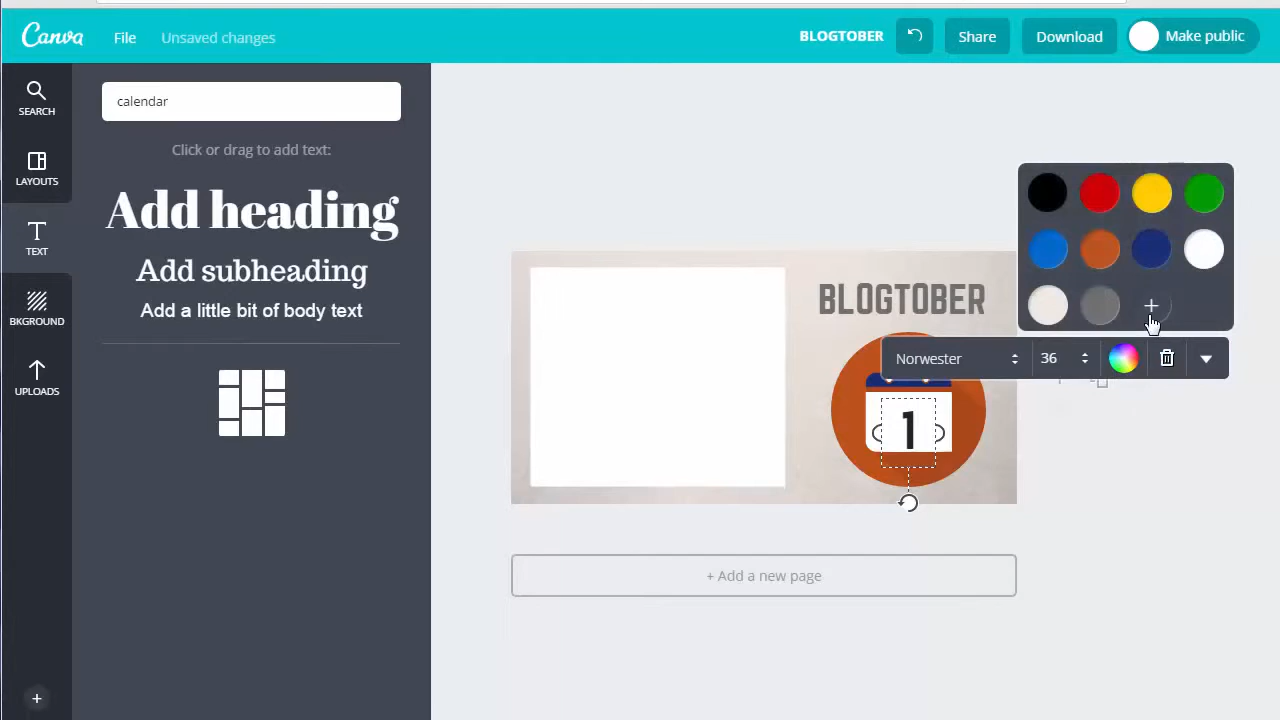 Canva
File
Unsaved changes
BLOGTOBER
Share
Download
Make public
SEARCH
LAYOUTS
TEXT
BKGROUND
UPLOADS
calendar
Click or drag to add text:
Add heading
Add subheading
Add a little bit of body text
BLOGTOBER
Norwester
36
1
+ Add a new page